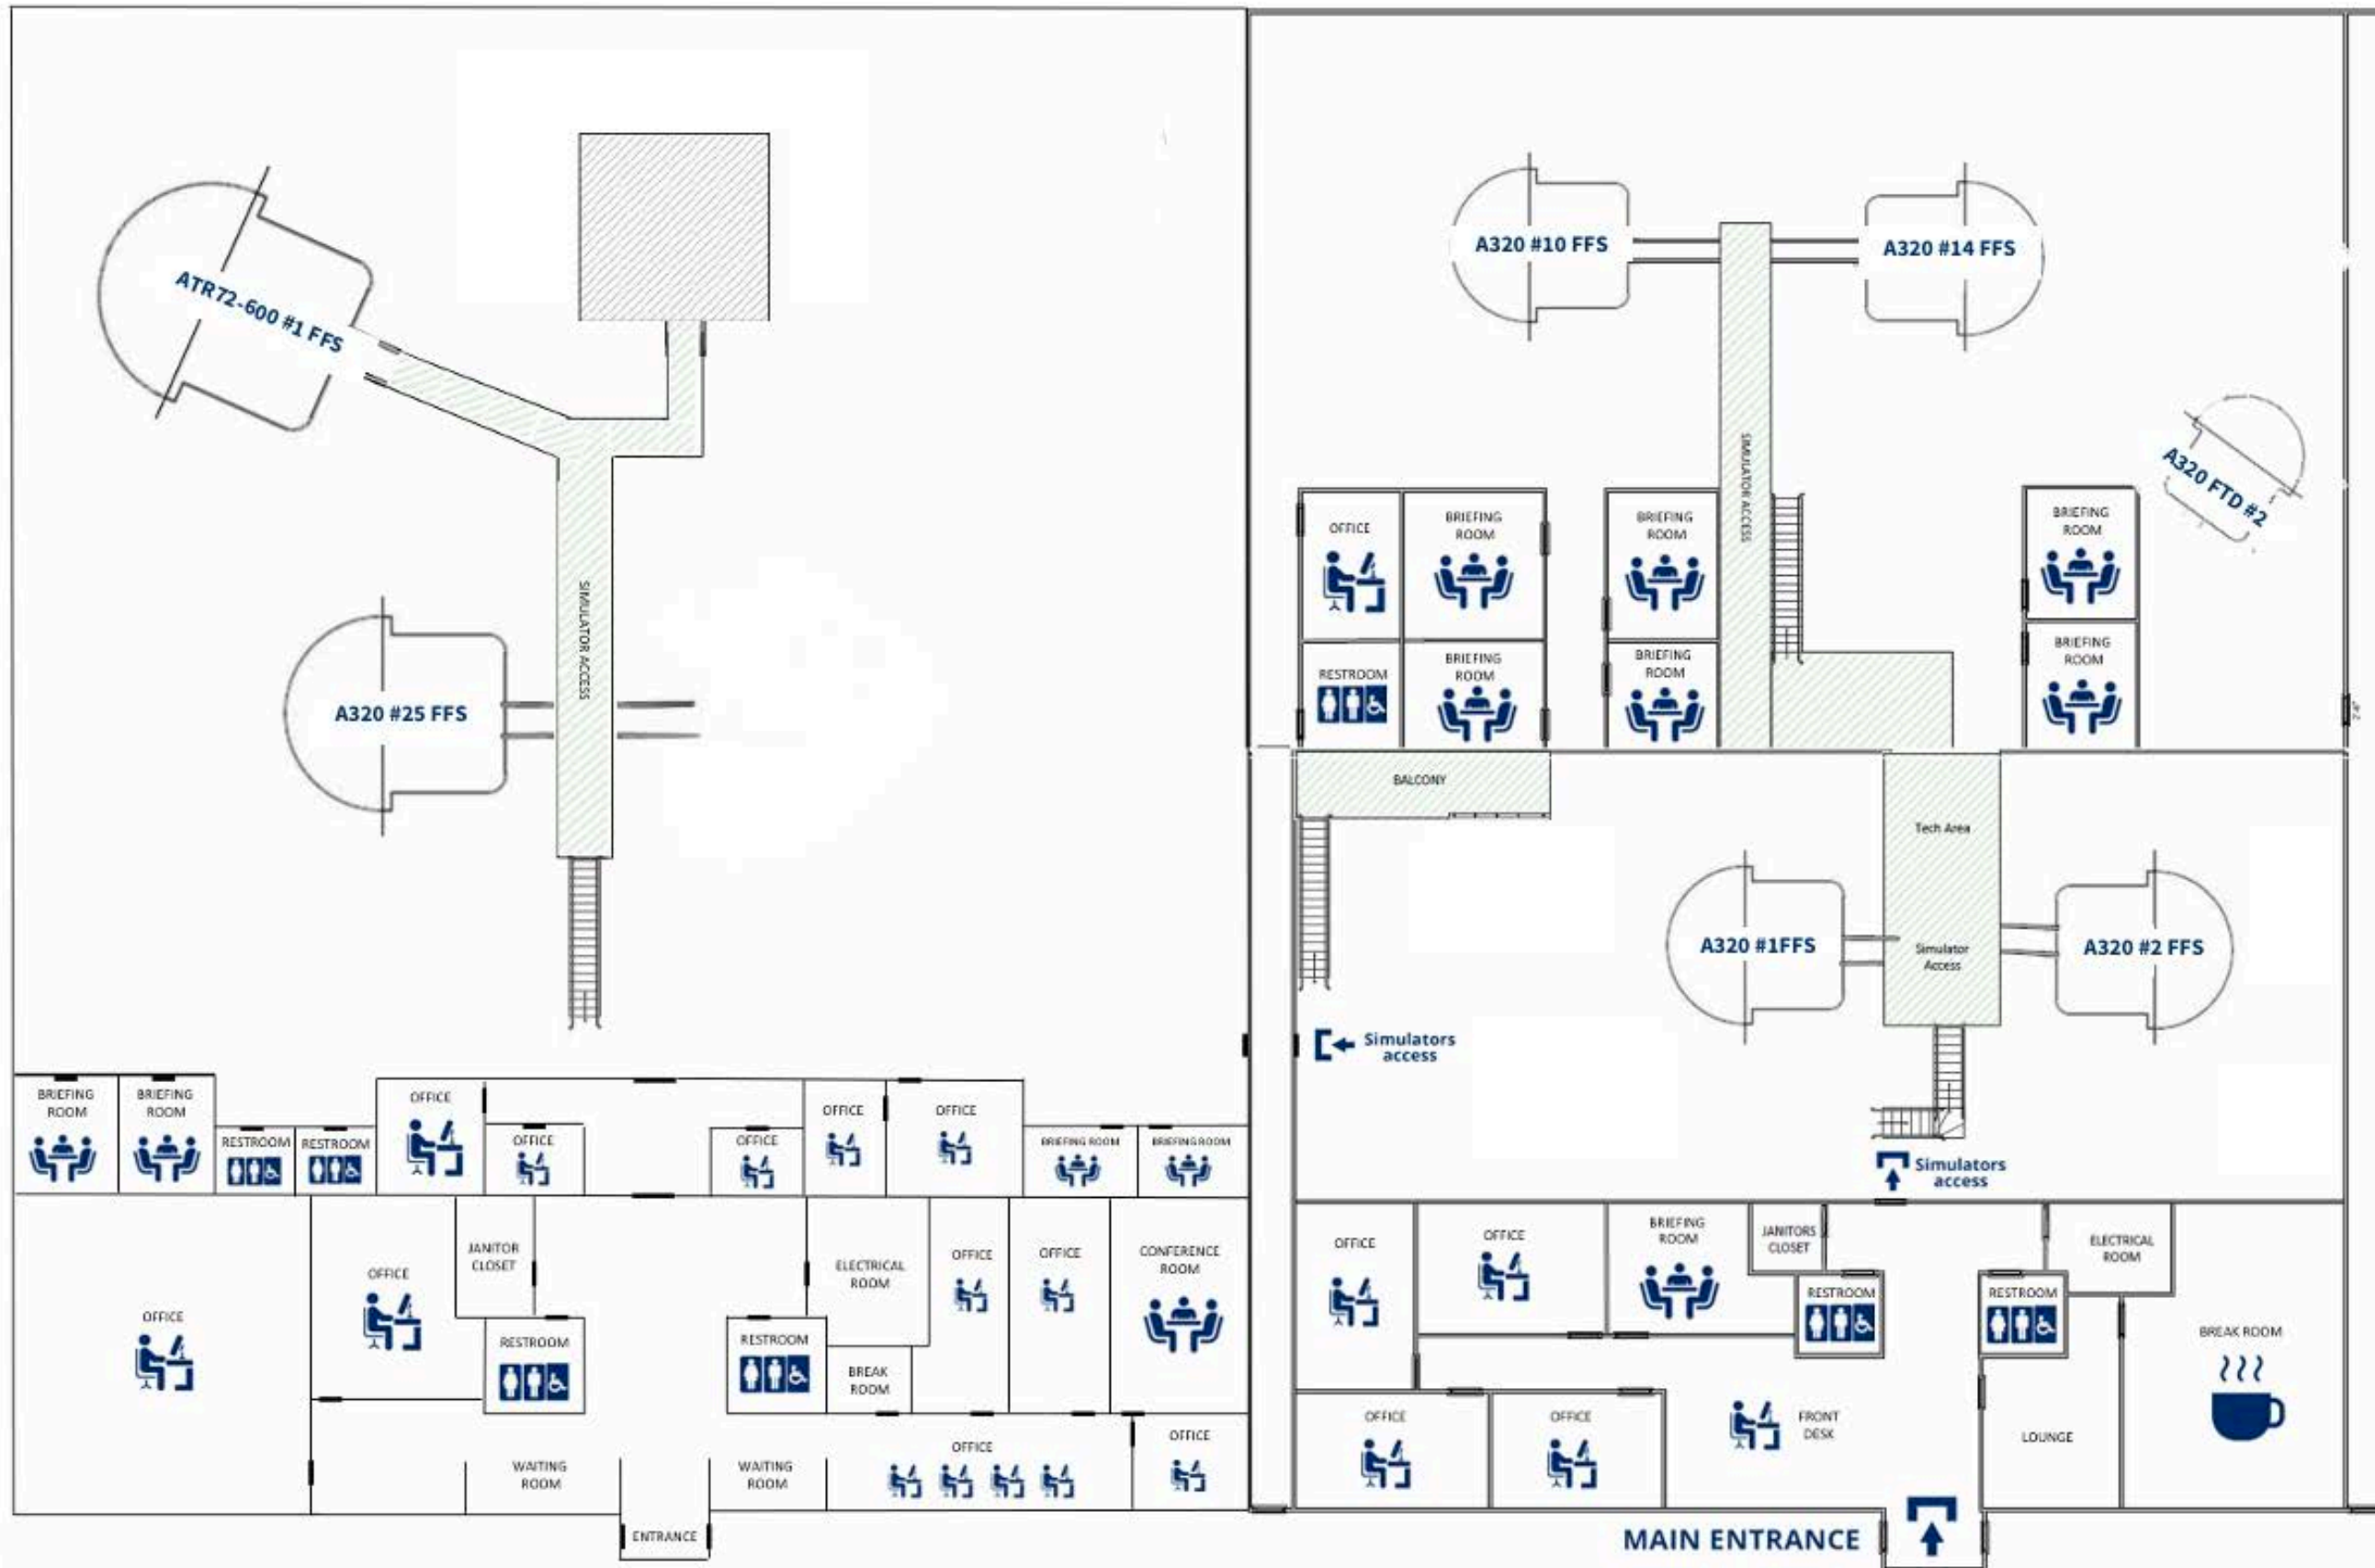 ATR72-600 #1 FFS
SIMULATOR ACCESS
A320 #25 FFS
A320 #10 FFS
A320 #14 FFS
SIMULATOR ACCESS
A320 FTD #2
OFFICE
BRIEFING
ROOM
BRIEFING
ROOM
BRIEFING
ROOM
RESTROOM
BRIEFING
ROOM
BRIEFING
ROOM
BRIEFING
ROOM
BALCONY
Tech Area
A320 #1FFS
Simulator
Access
A320 #2 FFS
Simulators
access
Simulators
access
BRIEFING
ROOM
BRIEFING
ROOM
RESTROOM
RESTROOM
OFFICE
OFFICE
OFFICE
OFFICE
OFFICE
BRIEFING ROOM
BRIEFING ROOM
OFFICE
OFFICE
JANITOR
CLOSET
RESTROOM
ELECTRICAL
ROOM
RESTROOM
BREAK
ROOM
OFFICE
OFFICE
CONFERENCE
ROOM
WAITING
ROOM
WAITING
ROOM
OFFICE
OFFICE
ENTRANCE
OFFICE
OFFICE
BRIEFING
ROOM
JANITORS
CLOSET
RESTROOM
ELECTRICAL
ROOM
RESTROOM
BREAK ROOM
OFFICE
OFFICE
FRONT
DESK
LOUNGE
MAIN ENTRANCE